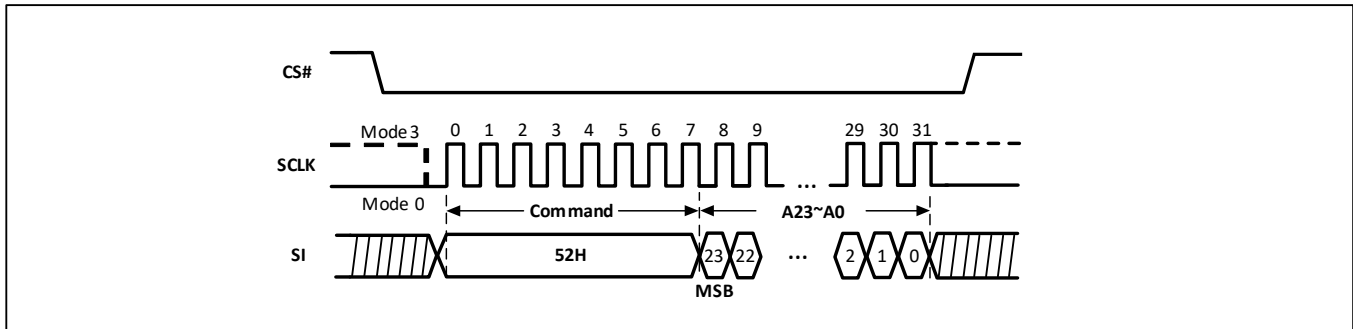 CS#
Mode 3 0 1 2 3 4 5 6 7 8 9 29 30 31
SCLK ...
Mode 0 Command A23~A0
SI 52H 23 22 ... 2 1 0
MSB